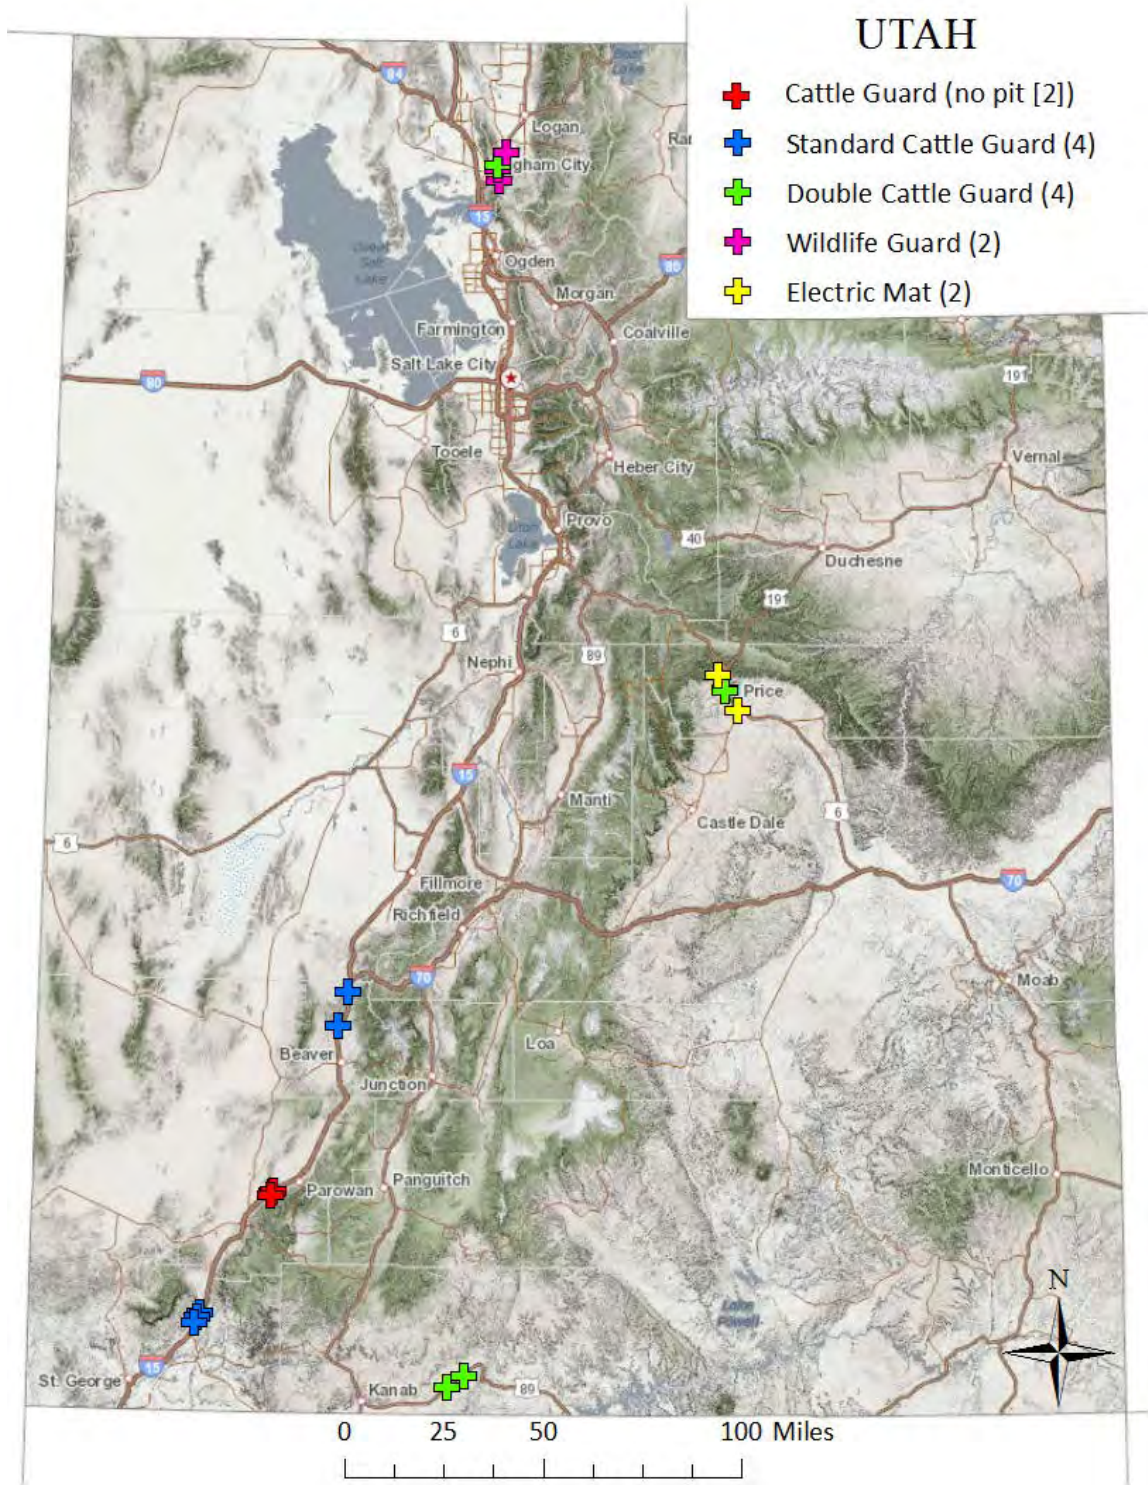 UTAH
Cattle Guard (no pit [2])
Standard Cattle Guard (4)
Double Cattle Guard (4)
Wildlife Guard (2)
Electric Mat (2)
84
Logan
gham City
15
Ogden
80
Morgan
Farmington
Coalville
Salt Lake City
80
191
Tooele
Heber City
Vernal
Provo
40
Duchesne
191
6
Nephi
89
Price
15
Manti
Castle Dale
6
6
Fillmore
70
Richfield
70
Moab
Loa
Beaver
Junction
Monticello
Parowan
Panguitch
N
Lake
Powell
15
St. George
Kanab
89
0 25 50 100 Miles